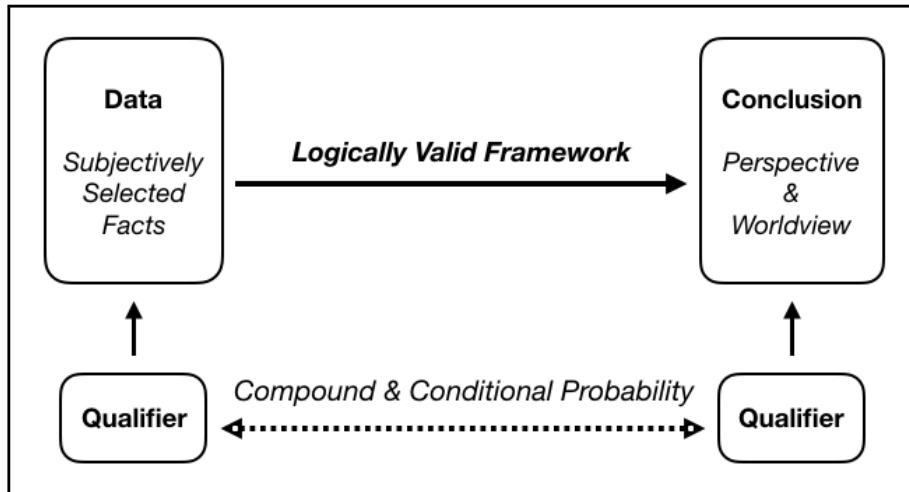 Data
Subjectively
Selected
Facts
Logically Valid Framework
Conclusion
Perspective
&
Worldview
Qualifier
Compound & Conditional Probability
Qualifier